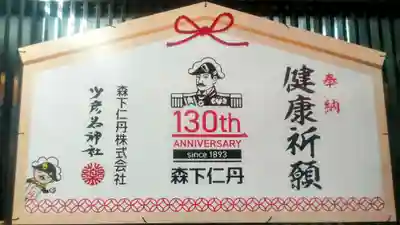 奉納
健康祈願
130th
ANNIVERSARY
since 1893
森下仁丹
森下仁丹株式会社
少彦名神社